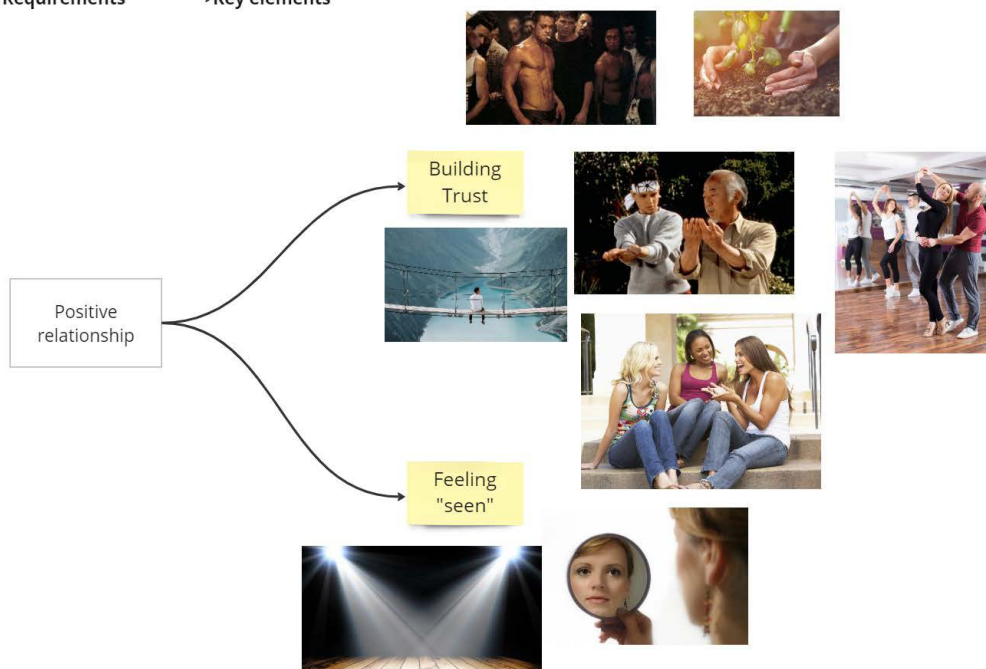 Requirements >Key elements
Building
Trust
Positive
relationship
Feeling
"seen"